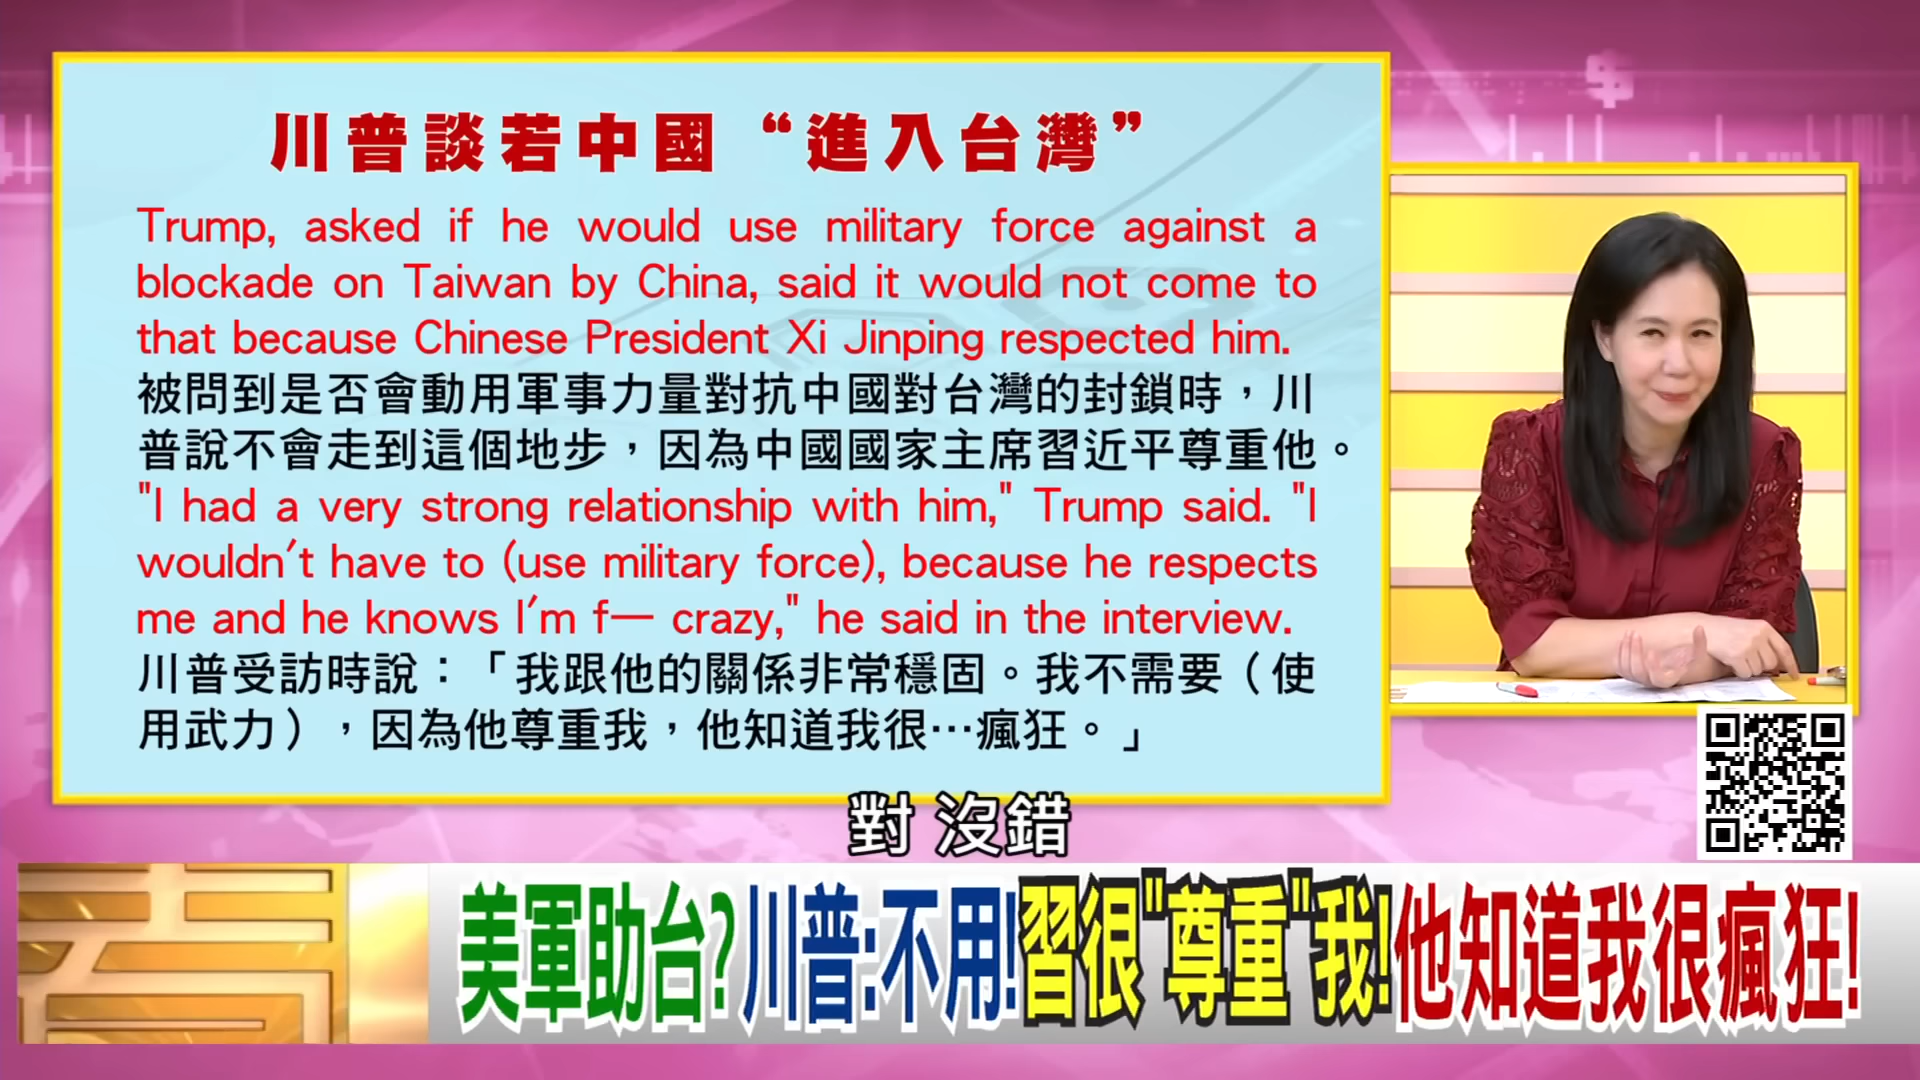 川普談若中國“進入台灣”
Trump, asked if he would use military force against a
blockade on Taiwan by China, said it would not come to
that because Chinese President Xi Jinping respected him.
被問到是否會動用軍事力量對抗中國對台灣的封鎖時，川
普說不會走到這個地步，因為中國國家主席習近平尊重他。
"I had a very strong relationship with him," Trump said. "I
wouldn't have to (use military force), because he respects
me and he knows I'm f— crazy," he said in the interview.
川普受訪時說：「我跟他的關係非常穩固。我不需要（使
用武力），因為他尊重我，他知道我很…瘋狂。」
對 沒錯
美軍助台?川普:不用!習很"尊重"我!他知道我很瘋狂!